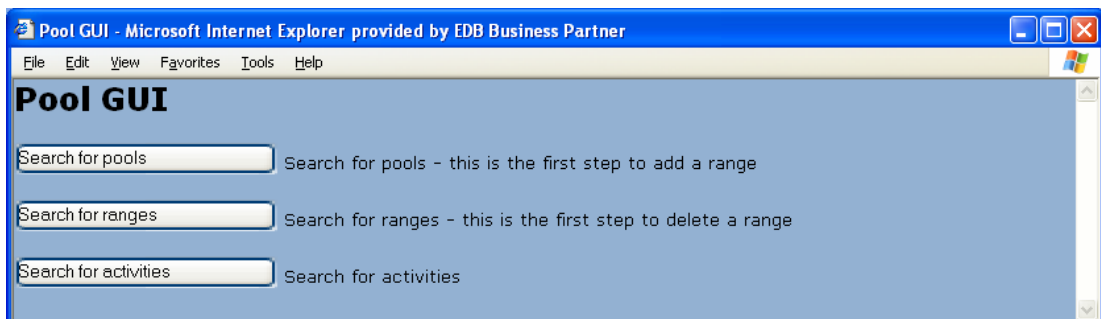 Pool GUI - Microsoft Internet Explorer provided by EDB Business Partner
File Edit View Favorites Tools Help
Pool GUI
Search for pools Search for pools - this is the first step to add a range
Search for ranges Search for ranges - this is the first step to delete a range
Search for activities Search for activities